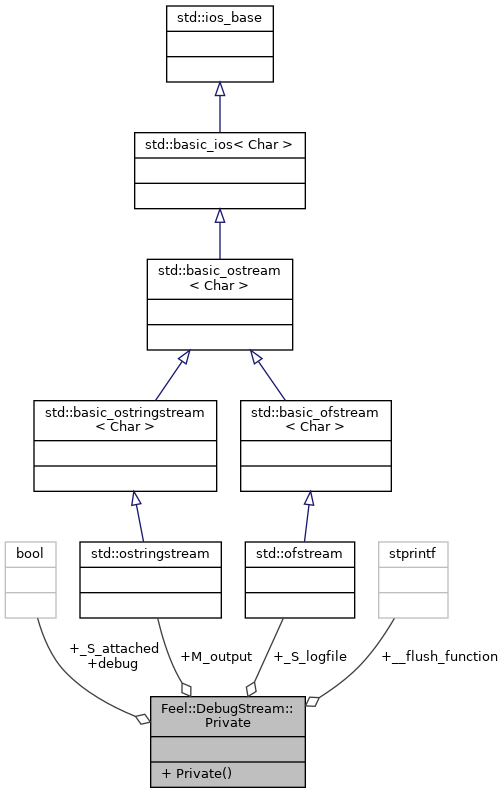 std::ios_base
std::basic_ios< Char >
std::basic_ostream
< Char >
std::basic_ostringstream
< Char >
std::basic_ofstream
< Char >
bool
std::ostringstream
std::ofstream
stprintf
+_S_attached
+debug
+M_output
+_S_logfile
+__flush_function
Feel::DebugStream::
Private
+ Private()